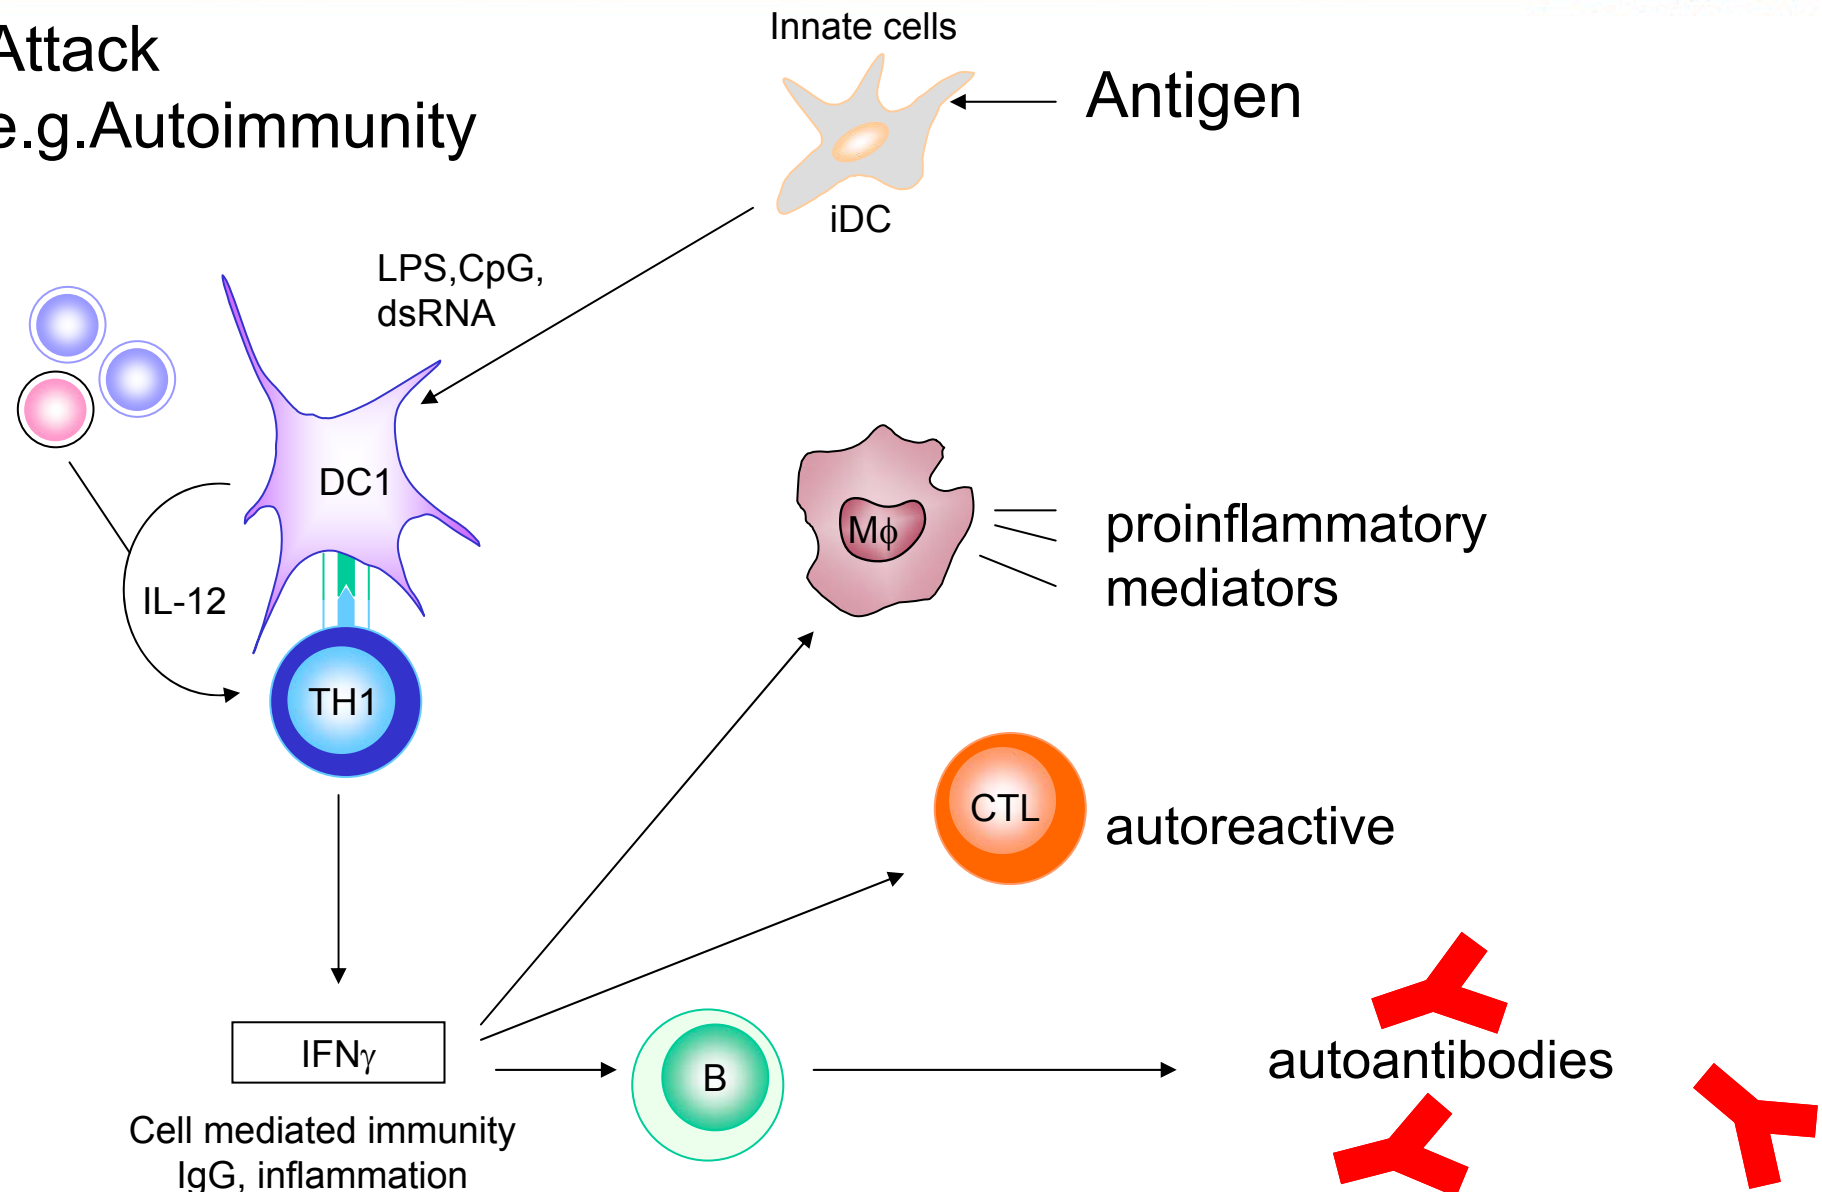 Attack
e.g.Autoimmunity
Innate cells
Antigen
iDC
LPS,CpG,
dsRNA
DC1
IL-12
TH1
Mϕ
proinflammatory
mediators
CTL
autoreactive
IFNγ
Cell mediated immunity
IgG, inflammation
B
autoantibodies